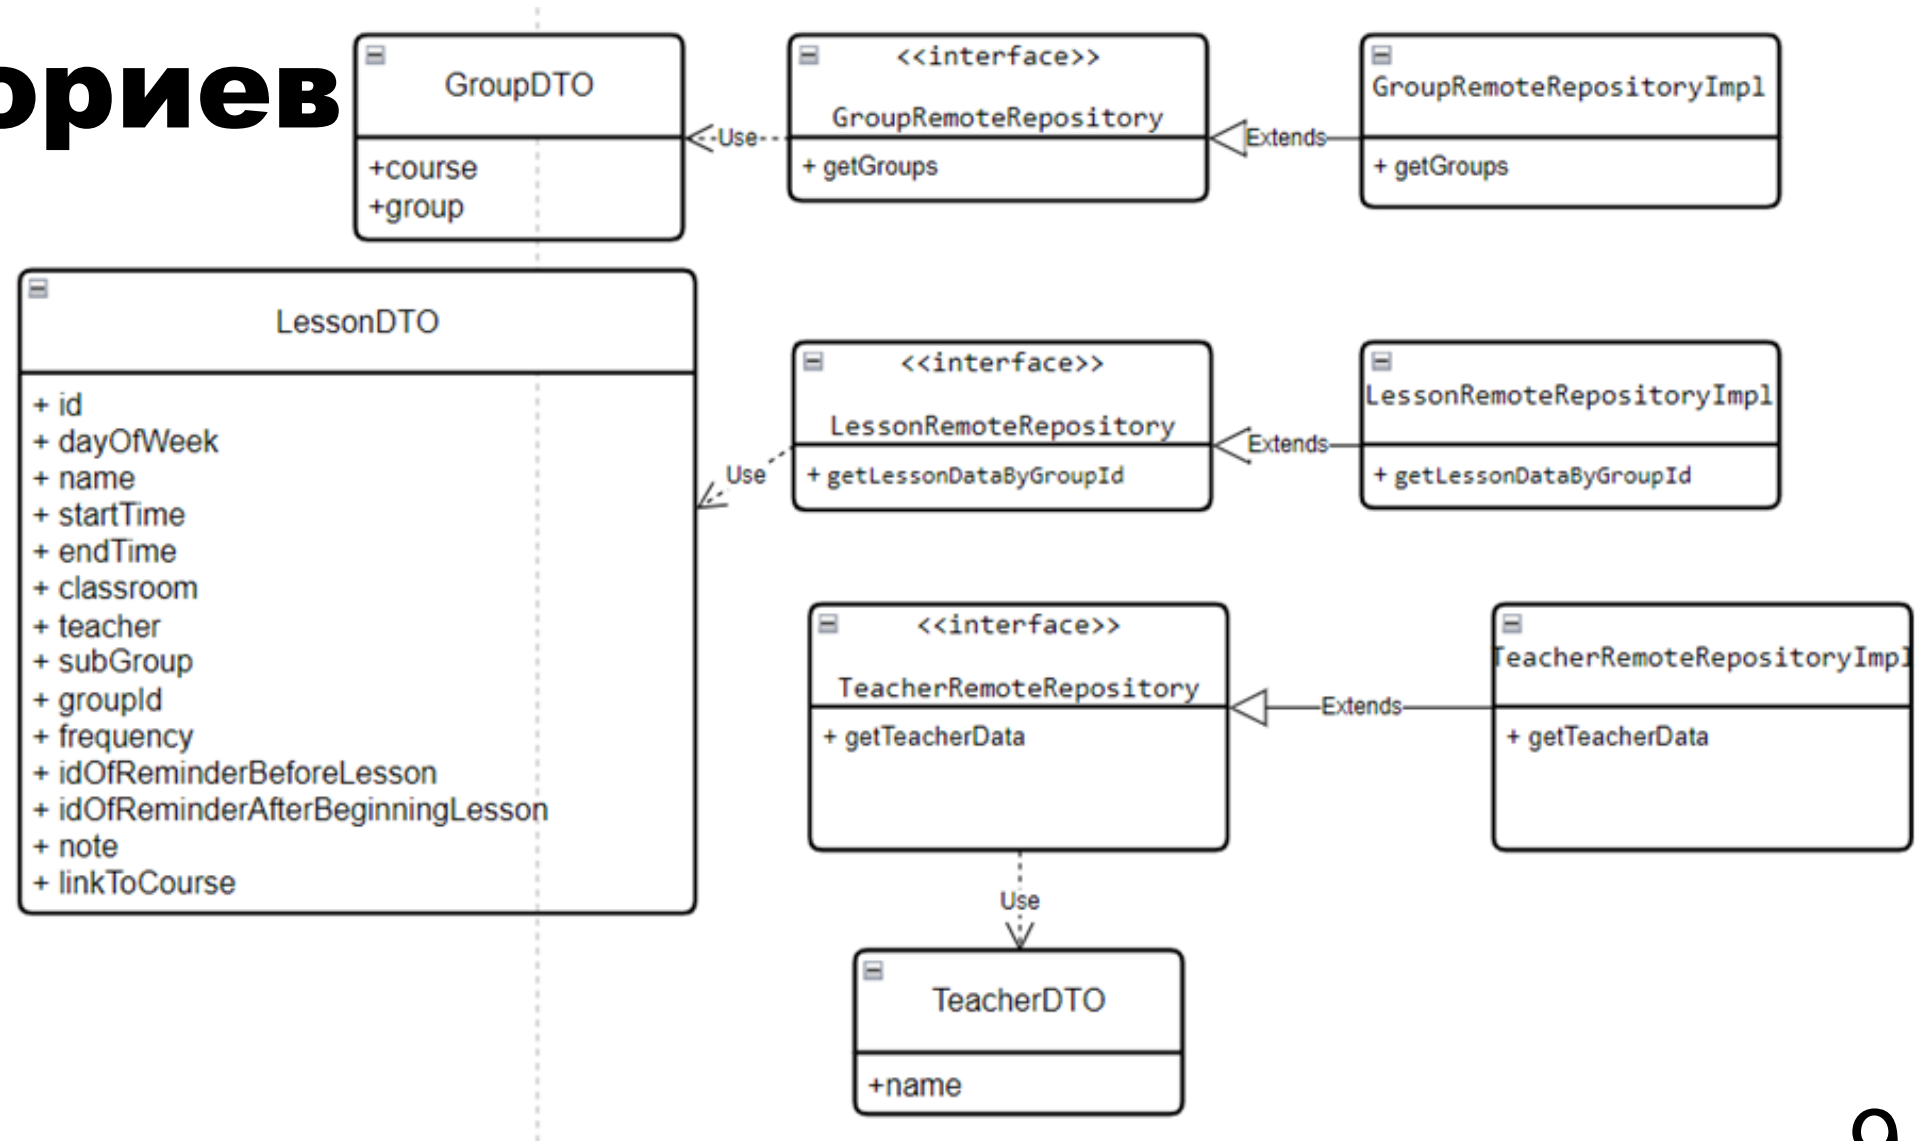 ориев
GroupDTO
+course
+group
Use
<<interface>>
GroupRemoteRepository
+ getGroups
Extends
GroupRemoteRepositoryImpl
+ getGroups
LessonDTO
+ id
+ dayOfWeek
+ name
+ startTime
+ endTime
+ classroom
+ teacher
+ subGroup
+ groupId
+ frequency
+ idOfReminderBeforeLesson
+ idOfReminderAfterBeginningLesson
+ note
+ linkToCourse
Use
<<interface>>
LessonRemoteRepository
+ getLessonDataByGroupId
Extends
LessonRemoteRepositoryImpl
+ getLessonDataByGroupId
<<interface>>
TeacherRemoteRepository
+ getTeacherData
Extends
TeacherRemoteRepositoryImpl
+ getTeacherData
Use
TeacherDTO
+name